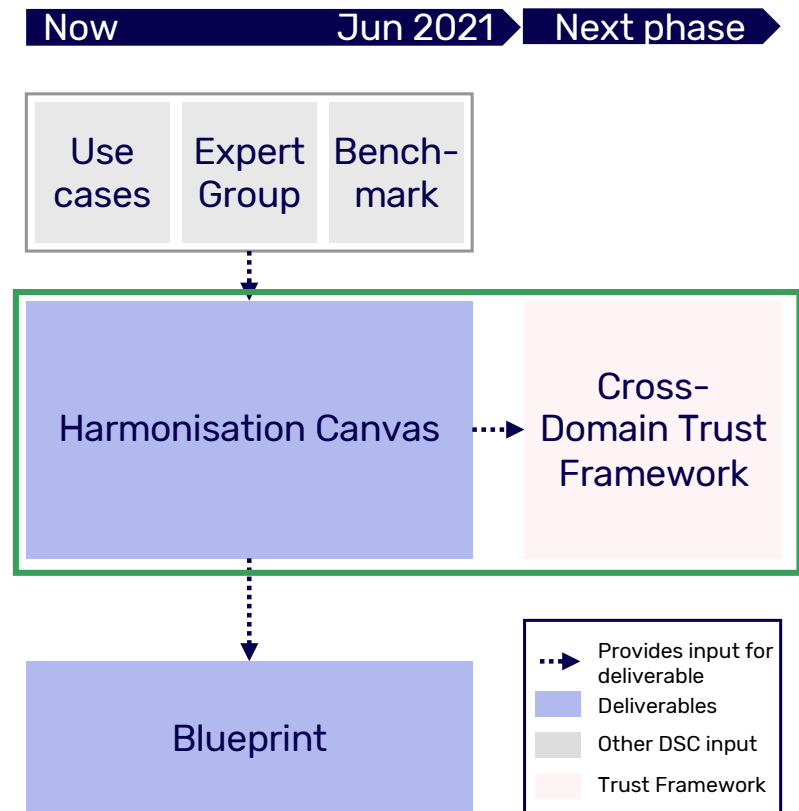 Now Jun 2021 Next phase
Use
cases
Expert
Group
Bench-
mark
Harmonisation Canvas
Cross-
Domain Trust
Framework
Blueprint
Provides input for
deliverable
Deliverables
Other DSC input
Trust Framework